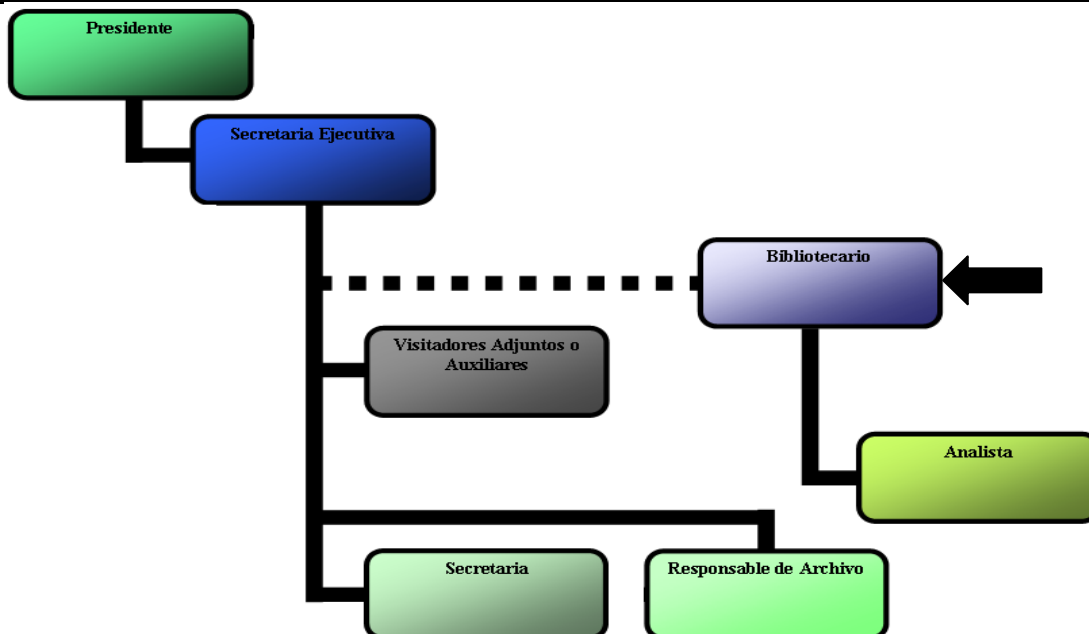 Presidente
Secretaria Ejecutiva
Bibliotecario
Visitadores Adjuntos o
Auxiliares
Analista
Secretaria
Responsable de Archivo